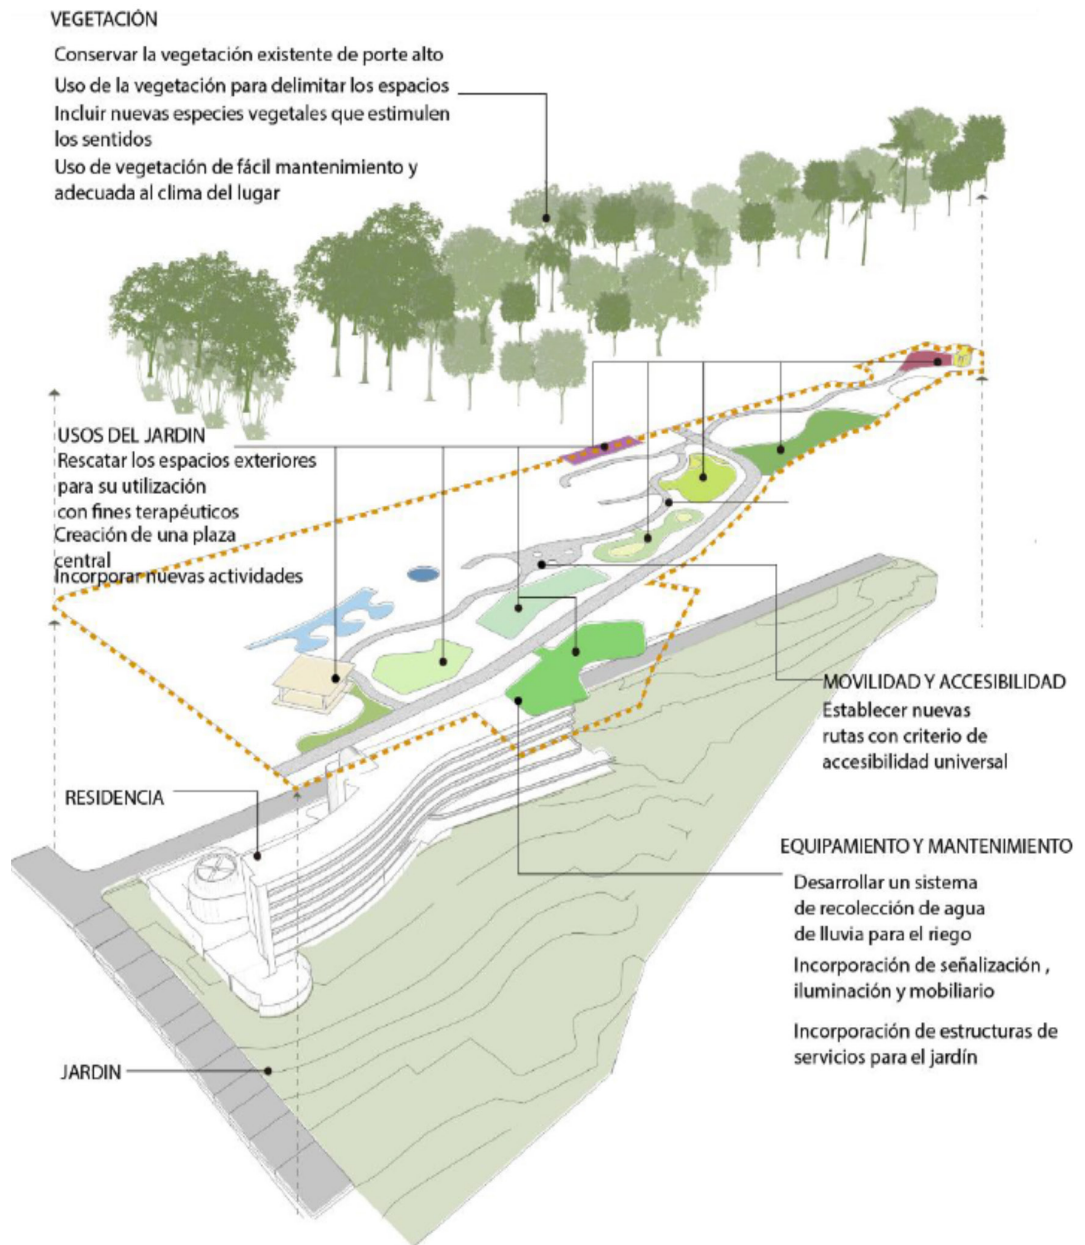 VEGETACIÓN
Conservar la vegetación existente de porte alto
Uso de la vegetación para delimitar los espacios
Incluir nuevas especies vegetales que estimulen
los sentidos
Uso de vegetación de fácil mantenimiento y
adecuada al clima del lugar
USOS DEL JARDIN
Rescatar los espacios exteriores
para su utilización
con fines terapéuticos
Creación de una plaza
central
Incorporar nuevas actividades
MOVILIDAD Y ACCESIBILIDAD
Establecer nuevas
rutas con criterio de
accesibilidad universal
RESIDENCIA
EQUIPAMIENTO Y MANTENIMIENTO
Desarrollar un sistema
de recolección de agua
de lluvia para el riego
Incorporación de señalización ,
iluminación y mobiliario
Incorporación de estructuras de
servicios para el jardín
JARDIN